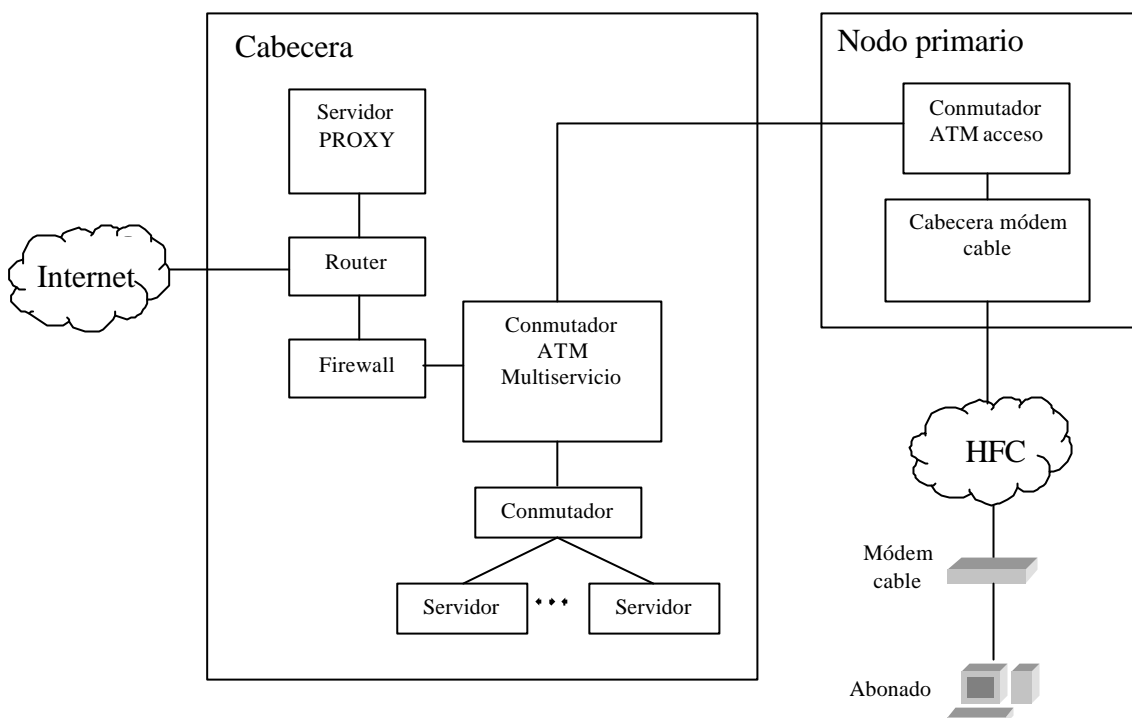 Cabecera
Nodo primario
Servidor
PROXY
Conmutador
ATM acceso
Cabecera módem
cable
Internet
Router
Firewall
Conmutador
ATM
Multiservicio
HFC
Conmutador
Módem
cable
Servidor
Servidor
Abonado